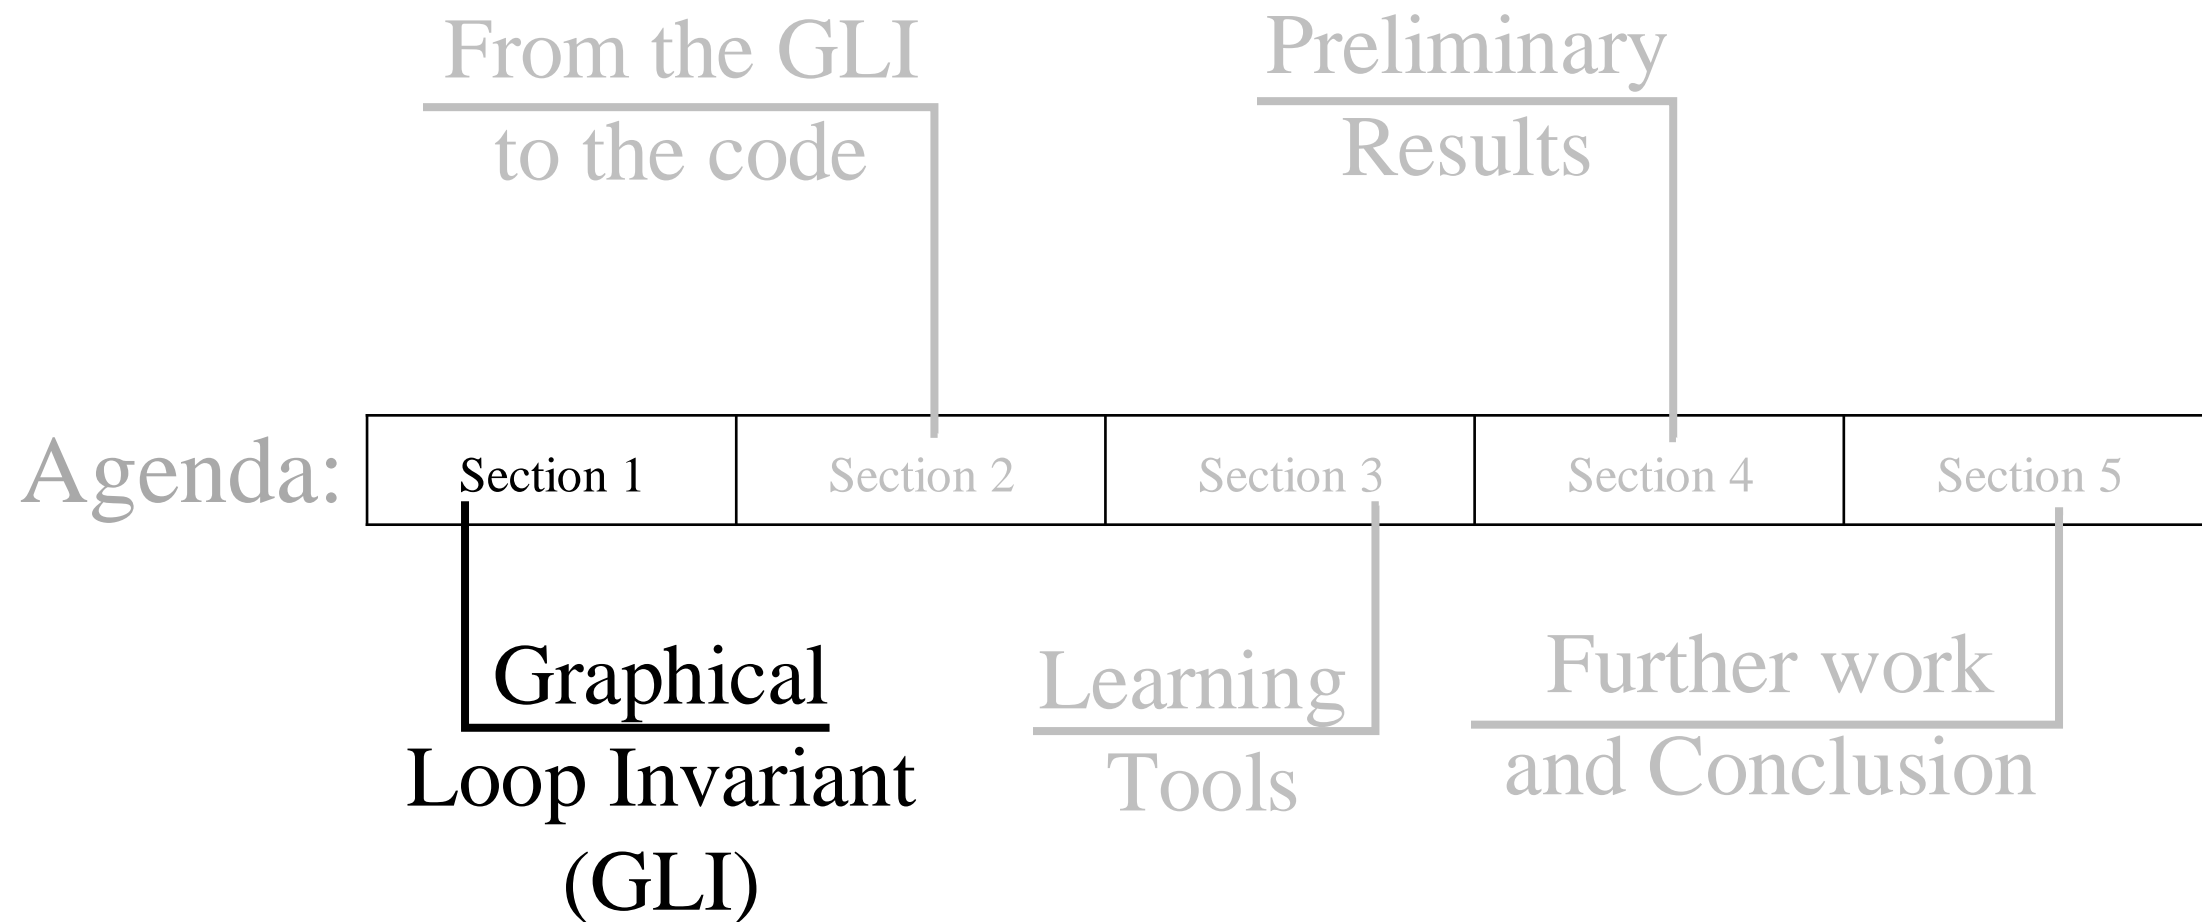 From the GLI
to the code
Preliminary
Results
Agenda:
Section 1
Section 2
Section 3
Section 4
Section 5
Graphical
Loop Invariant
(GLI)
Learning
Tools
Further work
and Conclusion